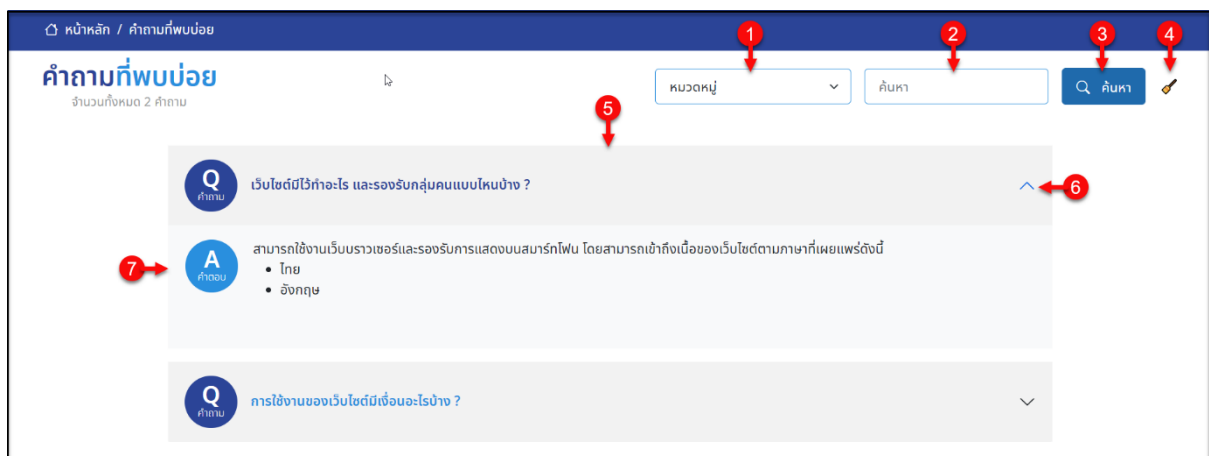 หน้าหลัก / คำถามที่พบบ่อย
1
2
3
4
คำถามที่พบบ่อย
จำนวนทั้งหมด 2 คำถาม
หมวดหมู่
ค้นหา
ค้นหา
5
Q
คำถาม
เว็บไซต์มีไว้ทำอะไร และรองรับกลุ่มคนแบบไหนบ้าง ?
6
7
A
คำตอบ
สามารถใช้งานเว็บบราวเซอร์และรองรับการแสดงบนสมาร์ทโฟน โดยสามารถเข้าถึงเนื้อของเว็บไซต์ตามภาษาที่เผยแพร่ดังนี้
• ไทย
• อังกฤษ
Q
คำถาม
การใช้งานของเว็บไซต์มีเงื่อนอะไรบ้าง ?